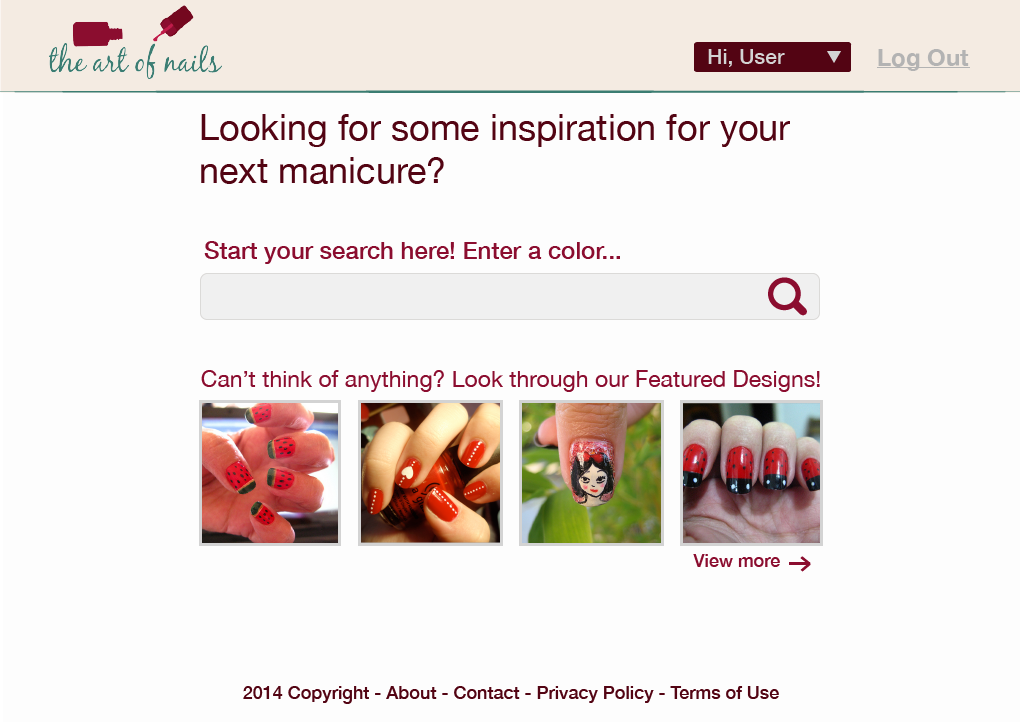 the art of nails
Hi, User
Log Out
Looking for some inspiration for your
next manicure?
Start your search here! Enter a color...
Can't think of anything? Look through our Featured Designs!
View more
2014 Copyright - About - Contact - Privacy Policy - Terms of Use